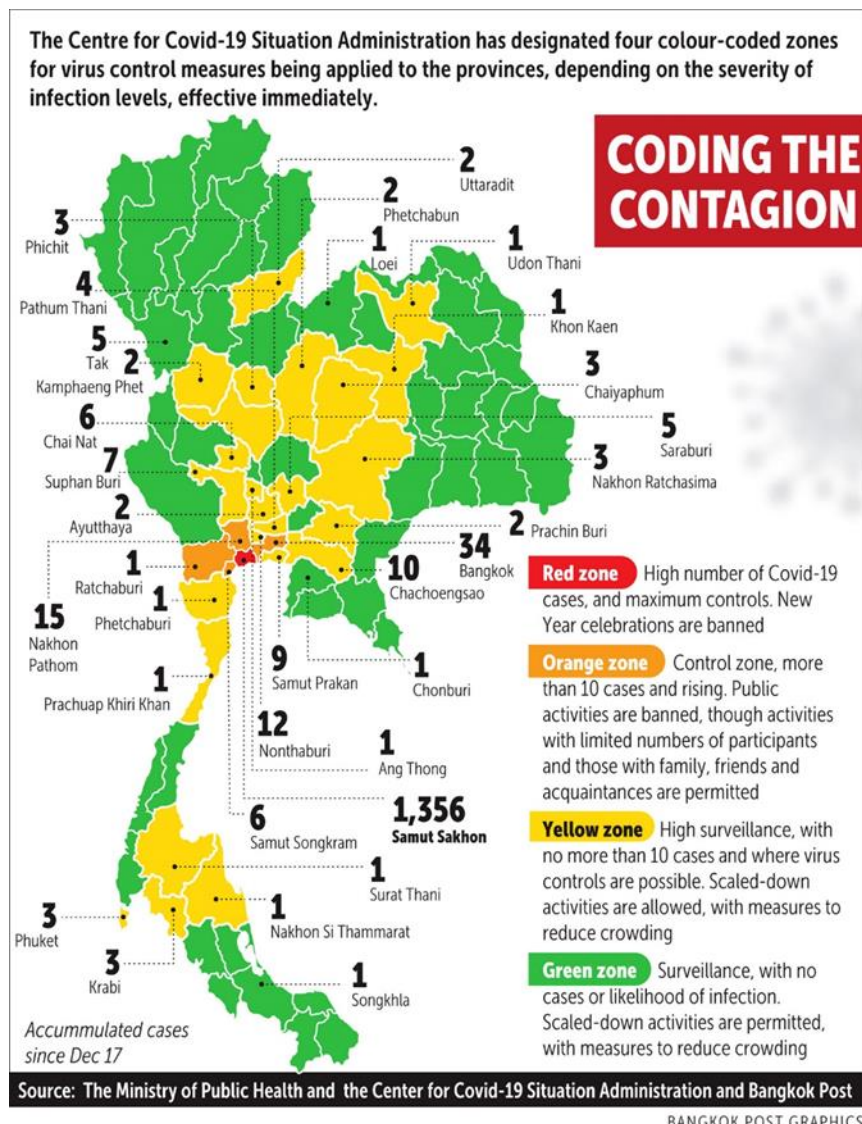 The Centre for Covid-19 Situation Administration has designated four colour-coded zones
for virus control measures being applied to the provinces, depending on the severity of
infection levels, effective immediately.
CODING THE
CONTAGION
2
Uttaradit
2
Phetchabun
3
Phichit
1
Loei
1
Udon Thani
4
Pathum Thani
1
Khon Kaen
5
Tak
2
Kamphaeng Phet
3
Chaiyaphum
6
Chai Nat
5
Saraburi
7
Suphan Buri
3
Nakhon Ratchasima
2
Ayutthaya
2 Prachin Buri
34
Bangkok
1
Ratchaburi
10
Chachoengsao
15
Nakhon
Pathom
1
Phetchaburi
9
Samut Prakan
1
Chonburi
1
Prachuap Khiri Khan
12
Nonthaburi
1
Ang Thong
6
Samut Songkram
1,356
Samut Sakhon
1
Surat Thani
3
Phuket
1
Nakhon Si Thammarat
3
Krabi
1
Songkhla
Red zone High number of Covid-19
cases, and maximum controls. New
Year celebrations are banned
Orange zone Control zone, more
than 10 cases and rising. Public
activities are banned, though activities
with limited numbers of participants
and those with family, friends and
acquaintances are permitted
Yellow zone High surveillance, with
no more than 10 cases and where virus
controls are possible. Scaled-down
activities are allowed, with measures to
reduce crowding
Green zone Surveillance, with no
cases or likelihood of infection.
Scaled-down activities are permitted,
with measures to reduce crowding
Accummulated cases
since Dec 17
Source: The Ministry of Public Health and the Center for Covid-19 Situation Administration and Bangkok Post
BANGKOK POST GRAPHICS